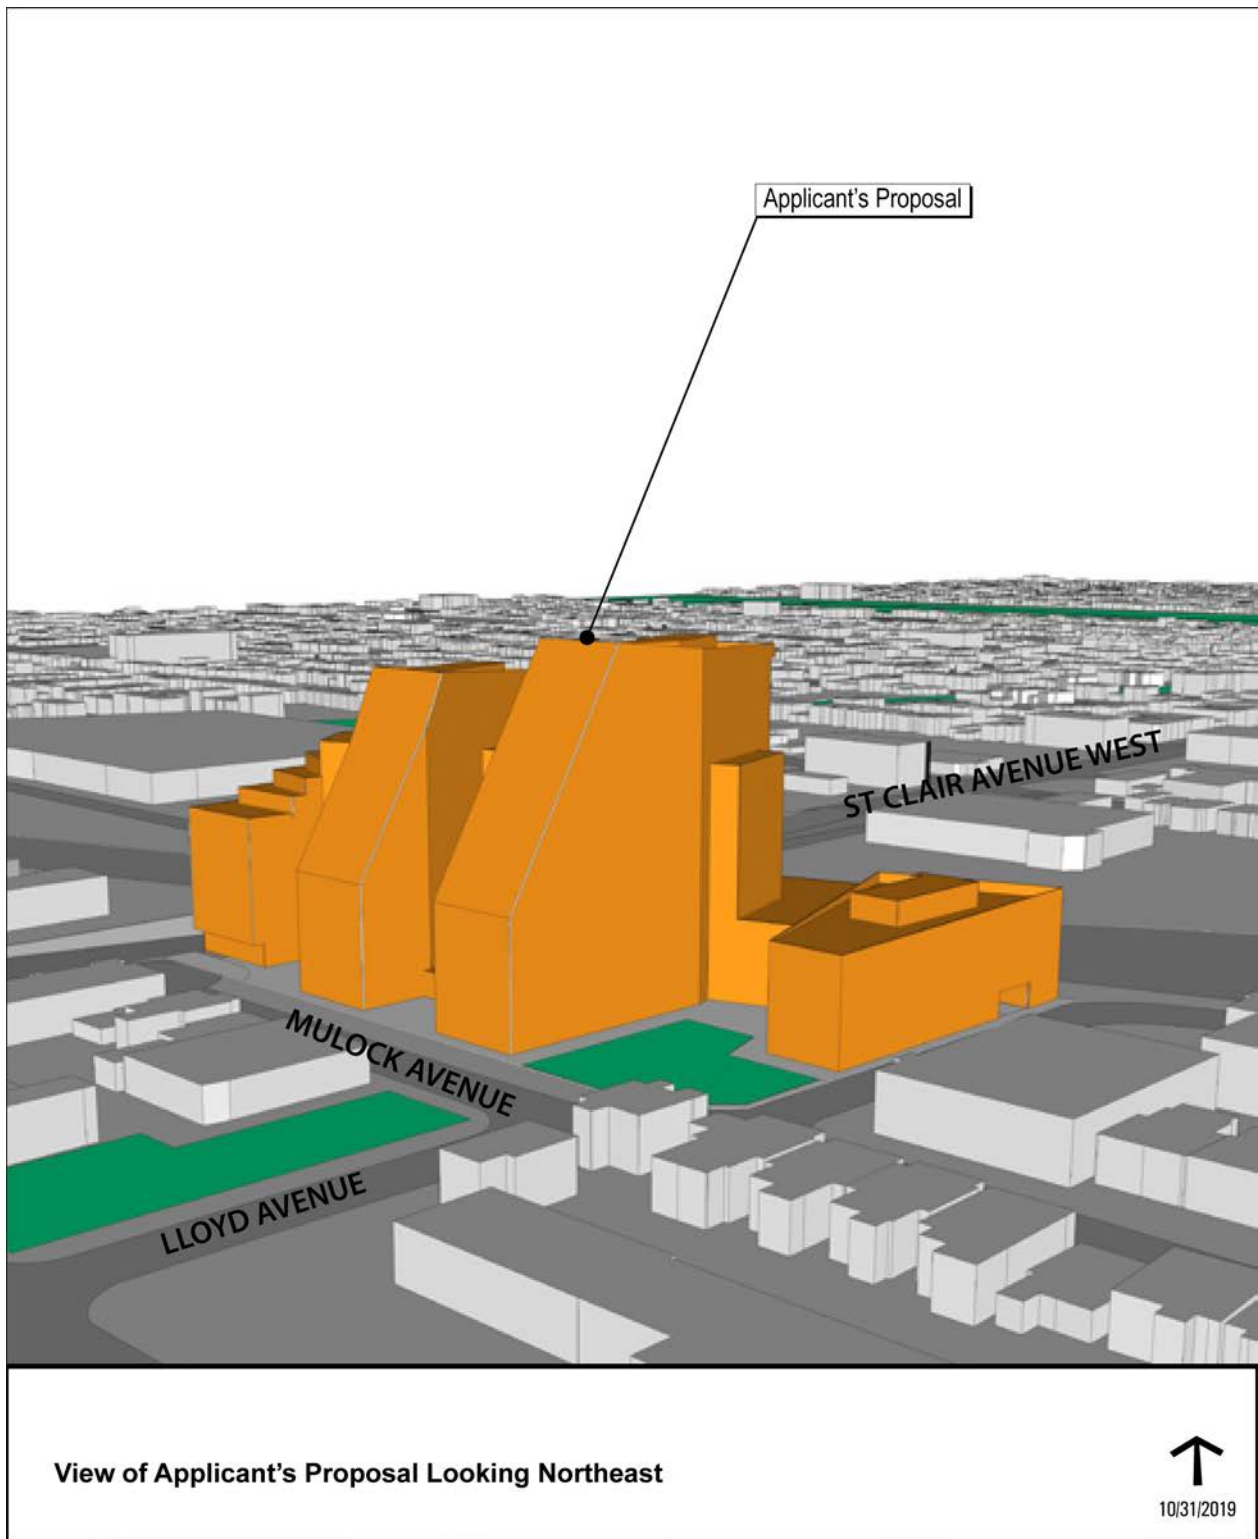 Applicant's Proposal
ST CLAIR AVENUE WEST
MULOCK AVENUE
LLOYD AVENUE
View of Applicant's Proposal Looking Northeast
10/31/2019